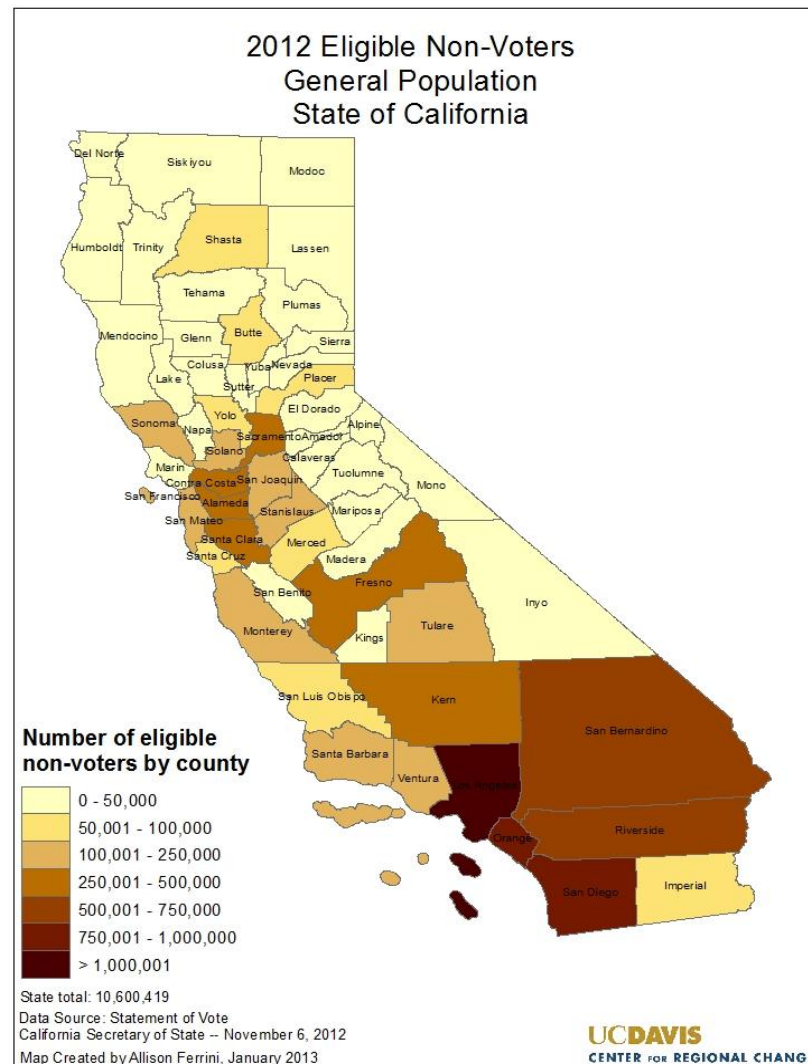 2012 Eligible Non-Voters
General Population
State of California
Del Norte
Siskiyou
Modoc
Humboldt
Trinity
Shasta
Lassen
Tehama
Plumas
Mendocino
Glenn
Butte
Sierra
Lake
Colusa
Sutter
Yuba
Nevada
Placer
Sonoma
Napa
Yolo
El Dorado
Sacramento
Amador
Alpine
Solano
Calaveras
Marin
Contra Costa
San Joaquin
Tuolumne
Mono
San Francisco
Alameda
Stanislaus
Mariposa
San Mateo
Santa Clara
Merced
Santa Cruz
Madera
San Benito
Fresno
Inyo
Monterey
Kings
Tulare
San Luis Obispo
Kern
San Bernardino
Santa Barbara
Ventura
Los Angeles
Orange
Riverside
San Diego
Imperial
Number of eligible
non-voters by county
0 - 50,000
50,001 - 100,000
100,001 - 250,000
250,001 - 500,000
500,001 - 750,000
750,001 - 1,000,000
> 1,000,001
State total: 10,600,419
Data Source: Statement of Vote
California Secretary of State -- November 6, 2012
Map Created by Allison Ferrini, January 2013
UCDAVIS
CENTER FOR REGIONAL CHANG